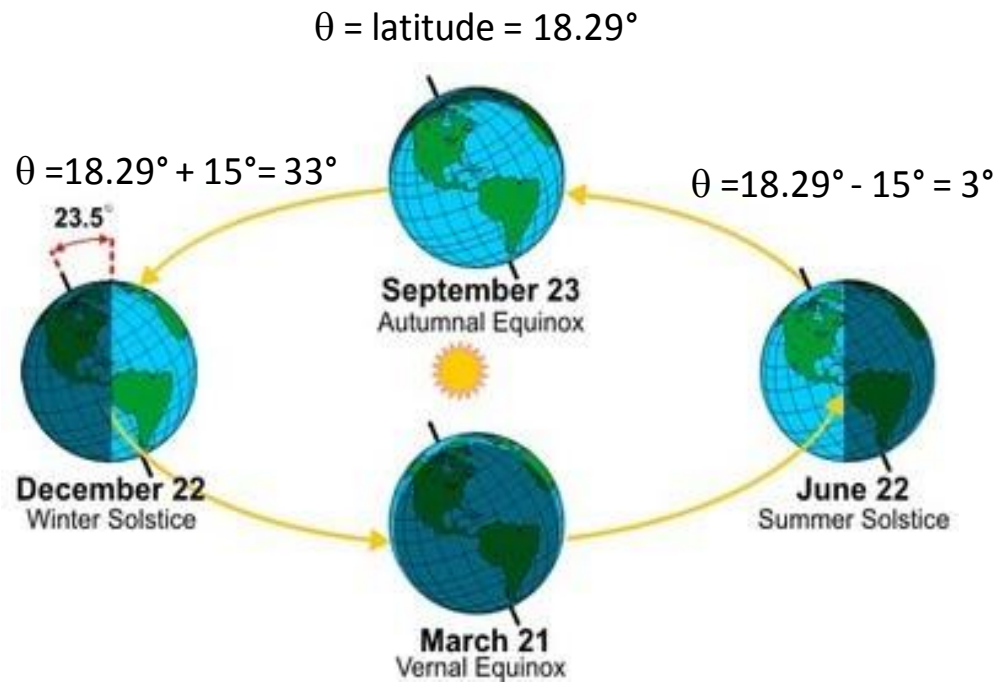 θ = latitude = 18.29°
θ =18.29° + 15°= 33°
θ =18.29° - 15° = 3°
23.5°
September 23
Autumnal Equinox
December 22
Winter Solstice
June 22
Summer Solstice
March 21
Vernal Equinox